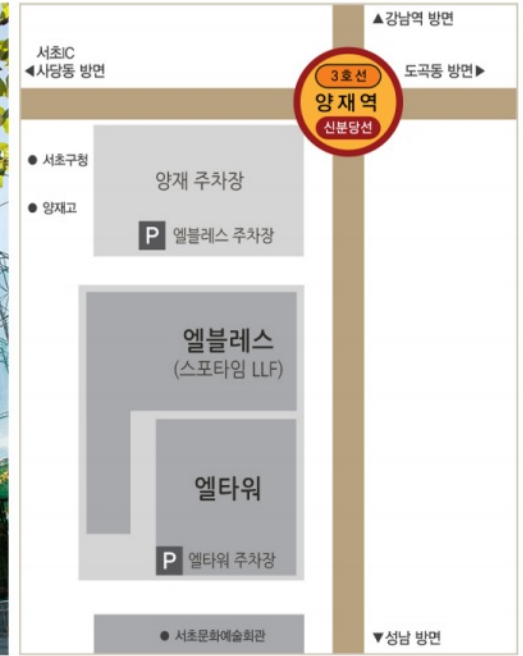 ▲강남역 방면
서초IC
◀사당동 방면
3호선
양재역
신분당선
도곡동 방면▶
● 서초구청
● 양재고
양재 주차장
P 엘블레스 주차장
엘블레스
(스포타임 LLF)
엘타워
P 엘타워 주차장
● 서초문화예술회관
▼성남 방면